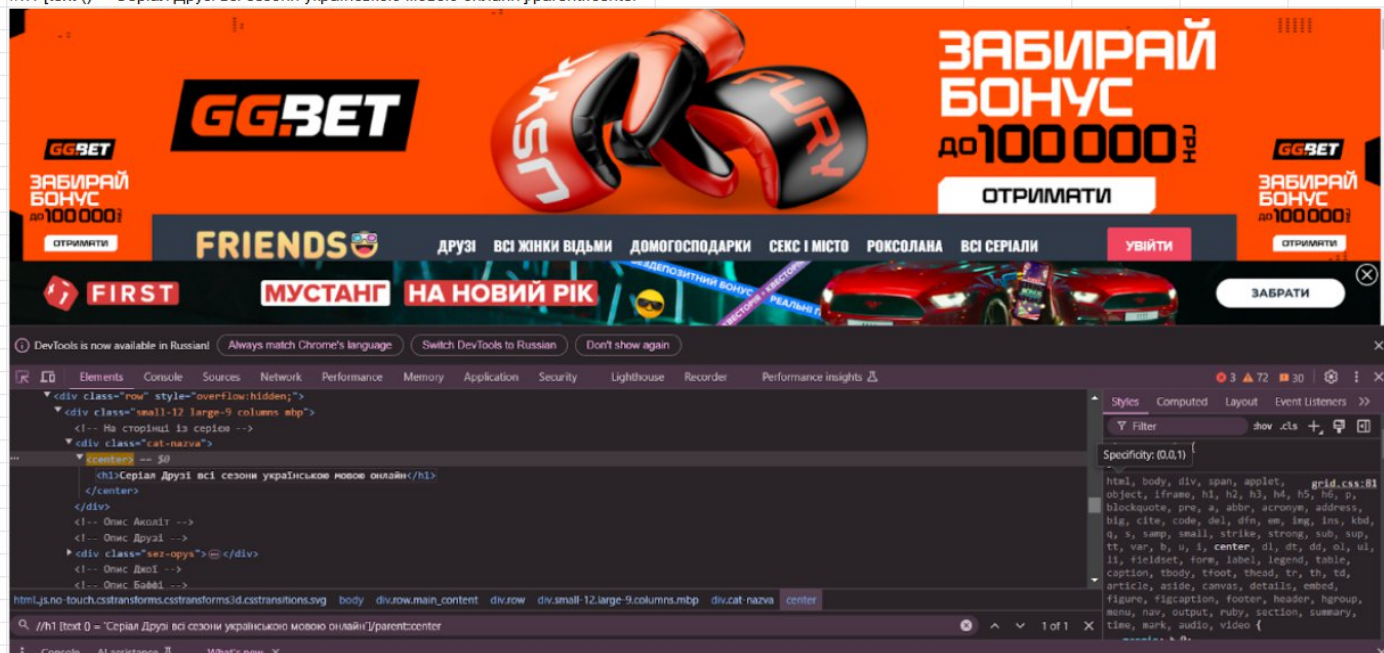 GG.BET
ЗАБИРАЙ
БОНУС
ДО 100 000 ГРН
ОТРИМАТИ
USYK
FURY
GG.BET
ЗАБИРАЙ
БОНУС
ДО 100 000
ОТРИМАТИ
GG.BET
ЗАБИРАЙ
БОНУС
ДО 100 000
ОТРИМАТИ
FRIENDS ДРУЗІ ВСІ ЖІНКИ ВІДЬМИ ДОМОГОСПОДАРКИ СЕКС І МІСТО РОКСОЛАНА ВСІ СЕРІАЛИ УВІЙТИ
FIRST МУСТАНГ НА НОВИЙ РІК БЕЗДЕПОЗИТНИЙ БОНУС КВЕСТОРІЯ РЕАЛЬНІ ЗАБРАТИ
DevTools is now available in Russian! Always match Chrome's language Switch DevTools to Russian Don't show again
Elements Console Sources Network Performance Memory Application Security Lighthouse Recorder Performance insights 3 72 30
<div class="row" style="overflow:hidden;">
<div class="small-12 large-9 columns mbp">
<!-- На сторінці із серією -->
<div class="cat-nazva">
<center> == $0
<h1>Серіал Друзі всі сезони українською мовою онлайн</h1>
</center>
</div>
<!-- Опис Аколіт -->
<!-- Опис Друзі -->
<div class="sez-opys">…</div>
<!-- Опис Джої -->
<!-- Опис Баффі -->
html.js.no-touch.csstransforms.csstransforms3d.csstransitions.svg body div.row.main_content div.row div.small-12.large-9.columns.mbp div.cat-nazva center
//h1 [text () = 'Серіал Друзі всі сезони українською мовою онлайн']/parent::center 1 of 1
Console AI assistance What's new
Styles Computed Layout Event Listeners
Filter :hov .cls
Specificity: (0,0,1)
html, body, div, span, applet, grid.css:81
object, iframe, h1, h2, h3, h4, h5, h6, p,
blockquote, pre, a, abbr, acronym, address,
big, cite, code, del, dfn, em, img, ins, kbd,
q, s, samp, small, strike, strong, sub, sup,
tt, var, b, u, i, center, dl, dt, dd, ol, ul,
li, fieldset, form, label, legend, table,
caption, tbody, tfoot, thead, tr, th, td,
article, aside, canvas, details, embed,
figure, figcaption, footer, header, hgroup,
menu, nav, output, ruby, section, summary,
time, mark, audio, video {